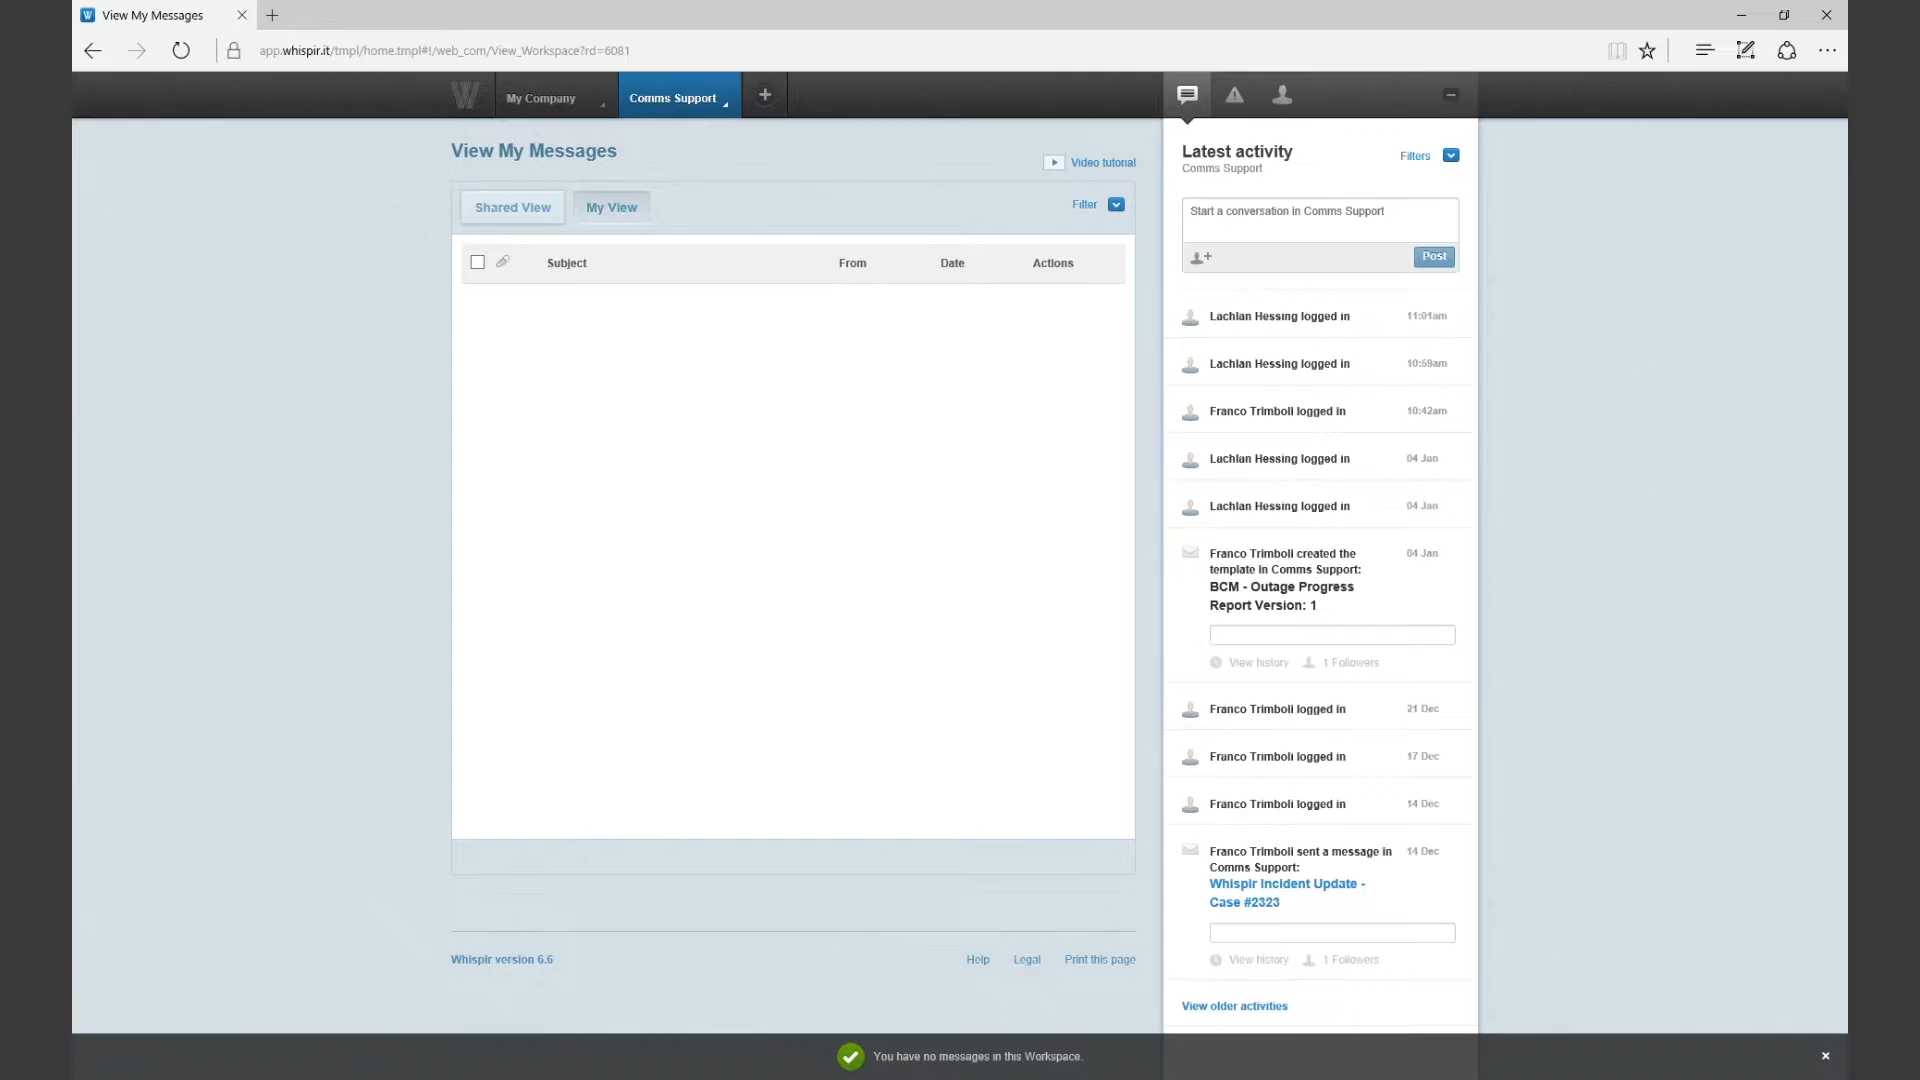 View My Messages
app.whispir.it/tmpl/home.tmpl#!/web_com/View_Workspace?rd=6081
W
My Company
Comms Support
View My Messages
Video tutorial
Shared View
My View
Filter
Subject
From
Date
Actions
Whispir version 6.6
Help
Legal
Print this page
Latest activity
Comms Support
Filters
Start a conversation in Comms Support
Post
Lachlan Hessing logged in
11:01am
Lachlan Hessing logged in
10:59am
Franco Trimboli logged in
10:42am
Lachlan Hessing logged in
04 Jan
Lachlan Hessing logged in
04 Jan
Franco Trimboli created the
04 Jan
template in Comms Support:
BCM - Outage Progress
Report Version: 1
View history
1 Followers
Franco Trimboli logged in
21 Dec
Franco Trimboli logged in
17 Dec
Franco Trimboli logged in
14 Dec
Franco Trimboli sent a message in
14 Dec
Comms Support:
Whispir Incident Update -
Case #2323
View history
1 Followers
View older activities
You have no messages in this Workspace.